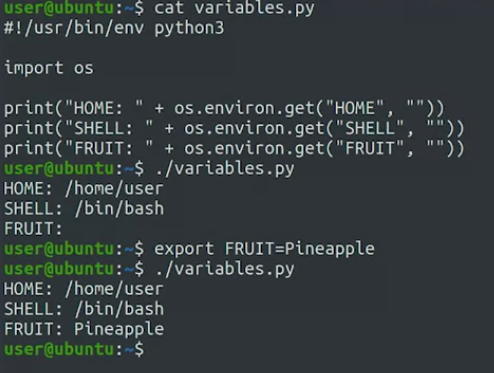 user@ubuntu:~$ cat variables.py
#!/usr/bin/env python3
import os
print("HOME: " + os.environ.get("HOME", ""))
print("SHELL: " + os.environ.get("SHELL", ""))
print("FRUIT: " + os.environ.get("FRUIT", ""))
user@ubuntu:~$ ./variables.py
HOME: /home/user
SHELL: /bin/bash
FRUIT:
user@ubuntu:~$ export FRUIT=Pineapple
user@ubuntu:~$ ./variables.py
HOME: /home/user
SHELL: /bin/bash
FRUIT: Pineapple
user@ubuntu:~$